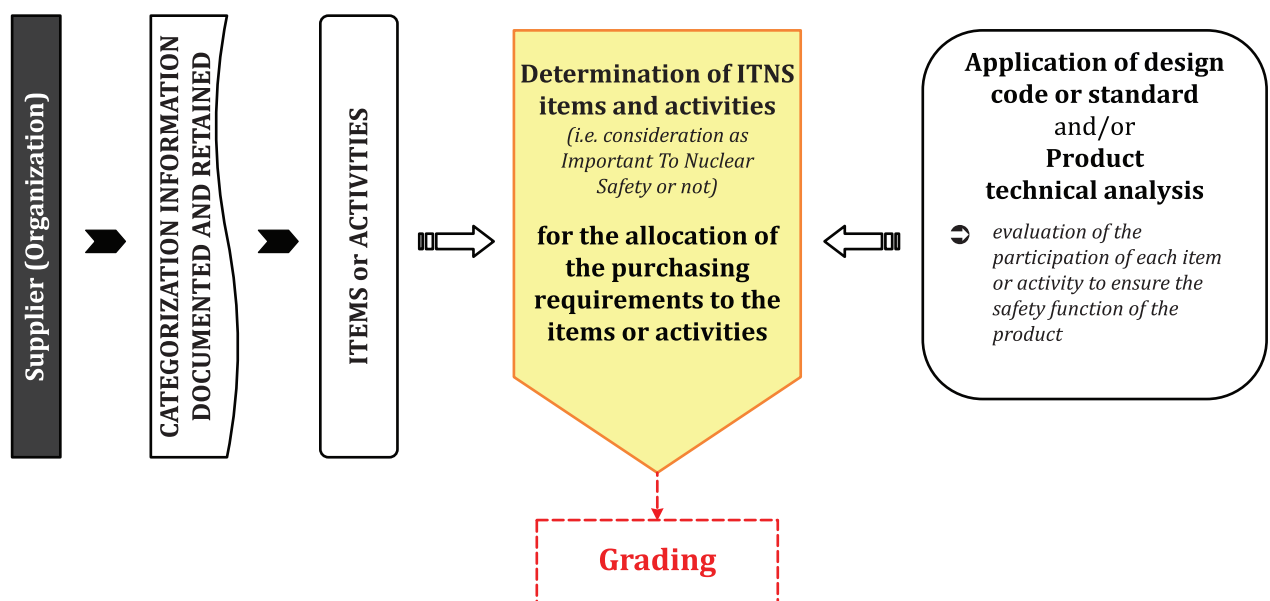 Supplier (Organization)
CATEGORIZATION INFORMATION
DOCUMENTED AND RETAINED
ITEMS or ACTIVITIES
Determination of ITNS
items and activities
(i.e. consideration as
Important To Nuclear
Safety or not)
for the allocation of
the purchasing
requirements to the
items or activities
Application of design
code or standard
and/or
Product
technical analysis
evaluation of the
participation of each item
or activity to ensure the
safety function of the
product
Grading